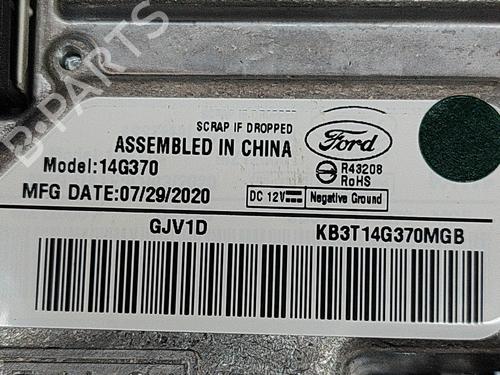 B-PARTS
SCRAP IF DROPPED
ASSEMBLED IN CHINA
Ford
Model:14G370
R43208
RoHS
MFG DATE:07/29/2020
DC 12V
Negative Ground
GJV1D
KB3T14G370MGB